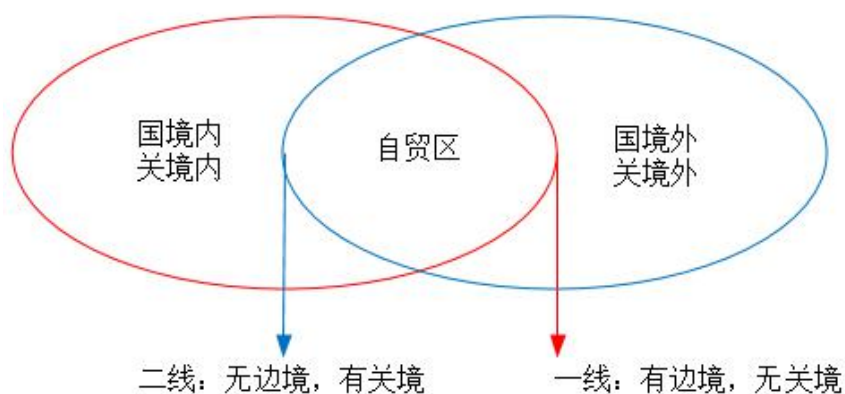 国境内
关境内
自贸区
国境外
关境外
二线：无边境，有关境
一线：有边境，无关境